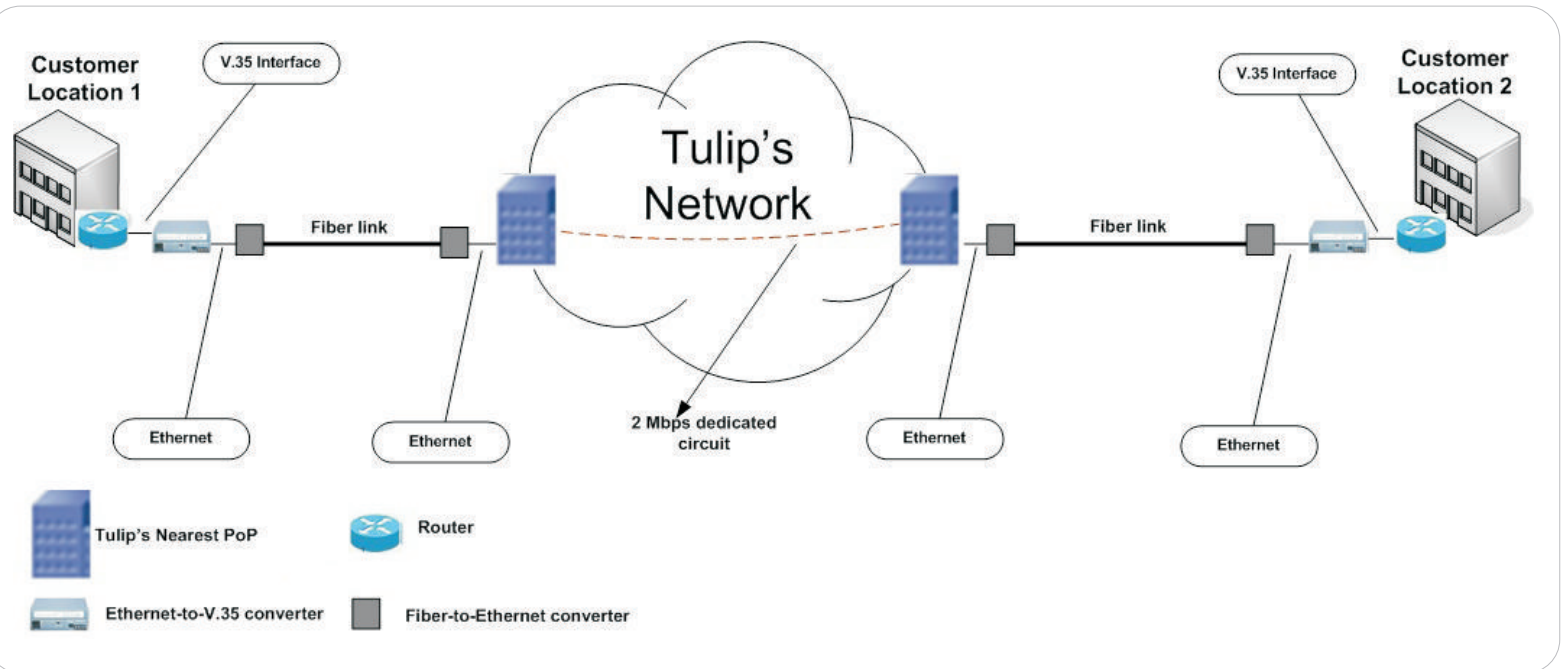 Customer
Location 1
V.35 Interface
V.35 Interface
Customer
Location 2
Tulip's
Network
Fiber link
Fiber link
Ethernet
Ethernet
2 Mbps dedicated
circuit
Ethernet
Ethernet
Tulip's Nearest PoP
Router
Ethernet-to-V.35 converter
Fiber-to-Ethernet converter